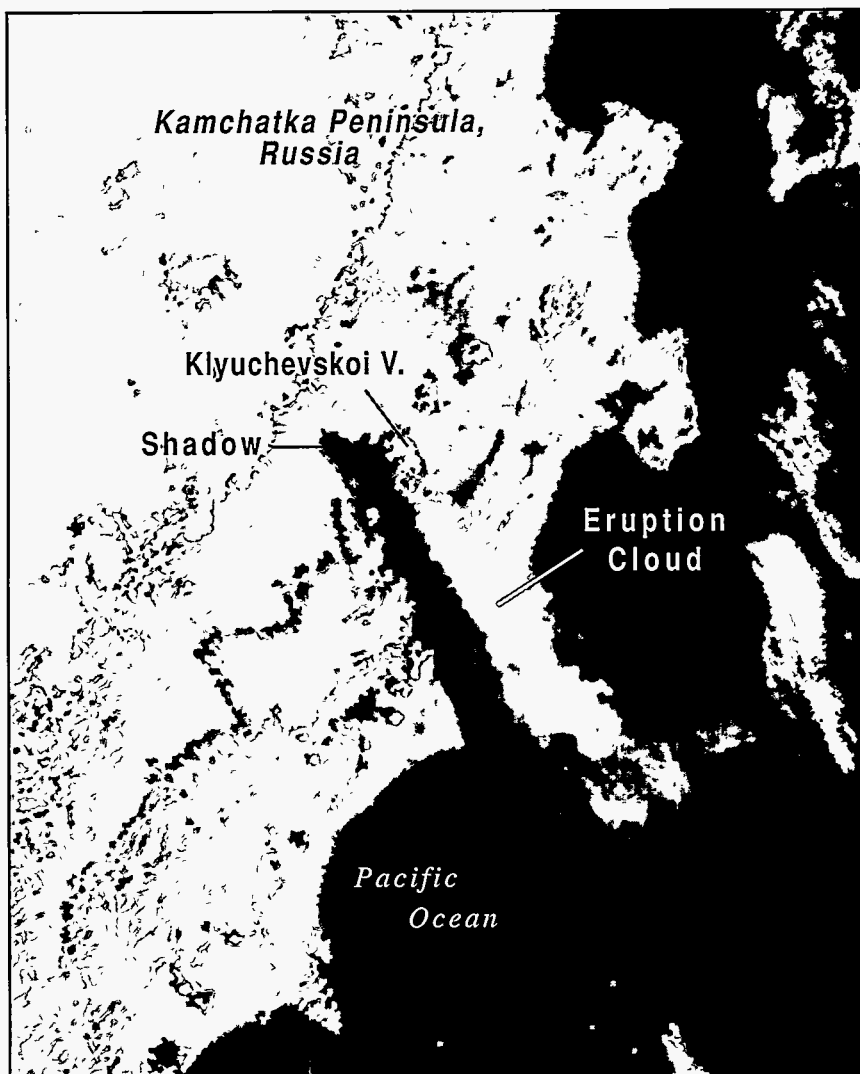 Kamchatka Peninsula,
Russia
Klyuchevskoi V.
Shadow
Eruption
Cloud
Pacific
Ocean